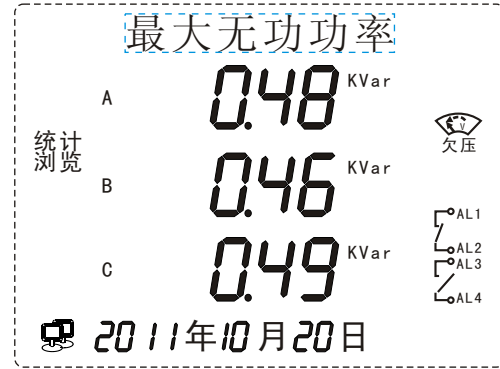 最大无功功率
A 0.48 KVar
欠压
统计
浏览
B 0.46 KVar
AL1
AL2
C 0.49 KVar
AL3
AL4
2011年10月20日